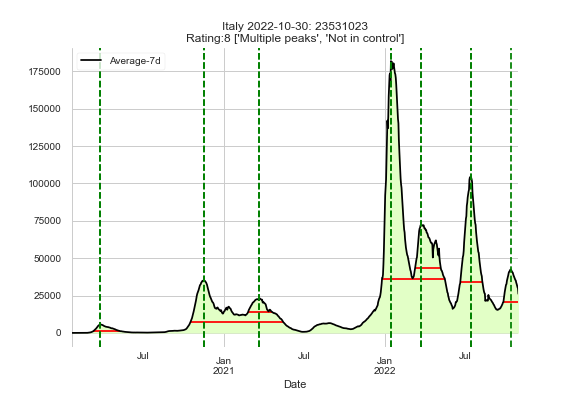 Italy 2022-10-30: 23531023
Rating:8 ['Multiple peaks', 'Not in control']
Average-7d
175000
150000
125000
100000
75000
50000
25000
0
Jul
Jan
2021
Jul
Jan
2022
Jul
Date